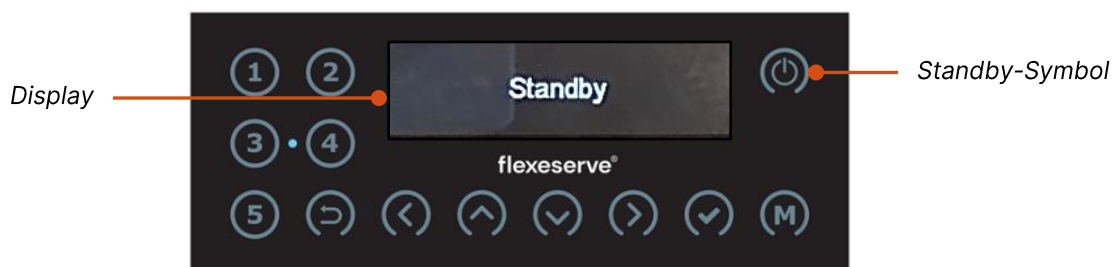 1 2
Standby
Standby-Symbol
Display
3 4
flexeserve®
5 M